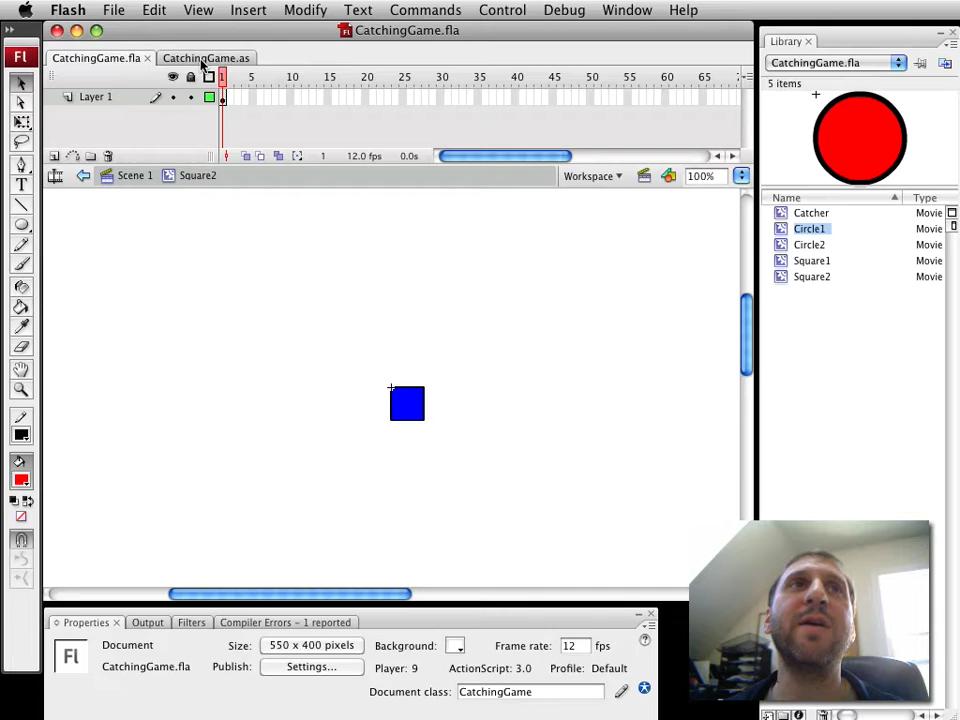 Flash File Edit View Insert Modify Text Commands Control Debug Window Help
CatchingGame.fla
CatchingGame.fla × CatchingGame.as
1 5 10 15 20 25 30 35 40 45 50 55 60 65
Layer 1
1 12.0 fps 0.0s
Scene 1 Square2 Workspace 100%
Library ×
CatchingGame.fla
5 items
Name Type
Catcher Movie
Circle1 Movie
Circle2 Movie
Square1 Movie
Square2 Movie
Fl
T
Properties × Output Filters Compiler Errors - 1 reported
Fl
Document Size: 550 x 400 pixels Background: Frame rate: 12 fps
CatchingGame.fla Publish: Settings... Player: 9 ActionScript: 3.0 Profile: Default
Document class: CatchingGame